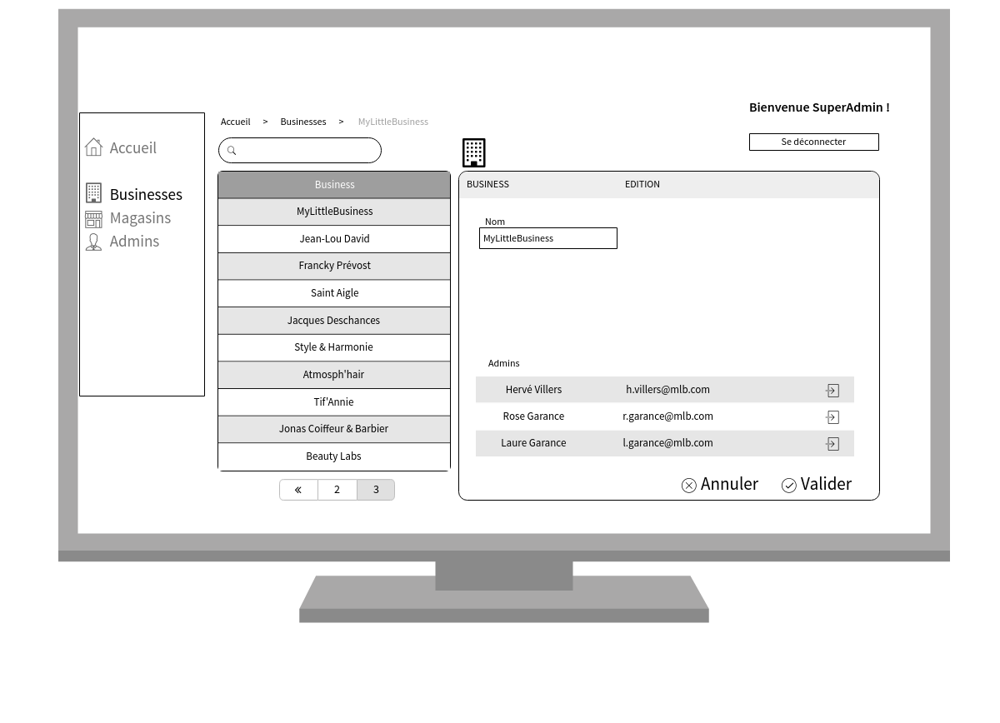 Bienvenue SuperAdmin !
Accueil > Businesses > MyLittleBusiness
Se déconnecter
Accueil
Businesses
Magasins
Admins
Business
MyLittleBusiness
Jean-Lou David
Francky Prévost
Saint Aigle
Jacques Deschances
Style & Harmonie
Atmosph'hair
Tif'Annie
Jonas Coiffeur & Barbier
Beauty Labs
« 2 3
BUSINESS EDITION
Nom
MyLittleBusiness
Admins
Hervé Villers h.villers@mlb.com
Rose Garance r.garance@mlb.com
Laure Garance l.garance@mlb.com
Annuler Valider